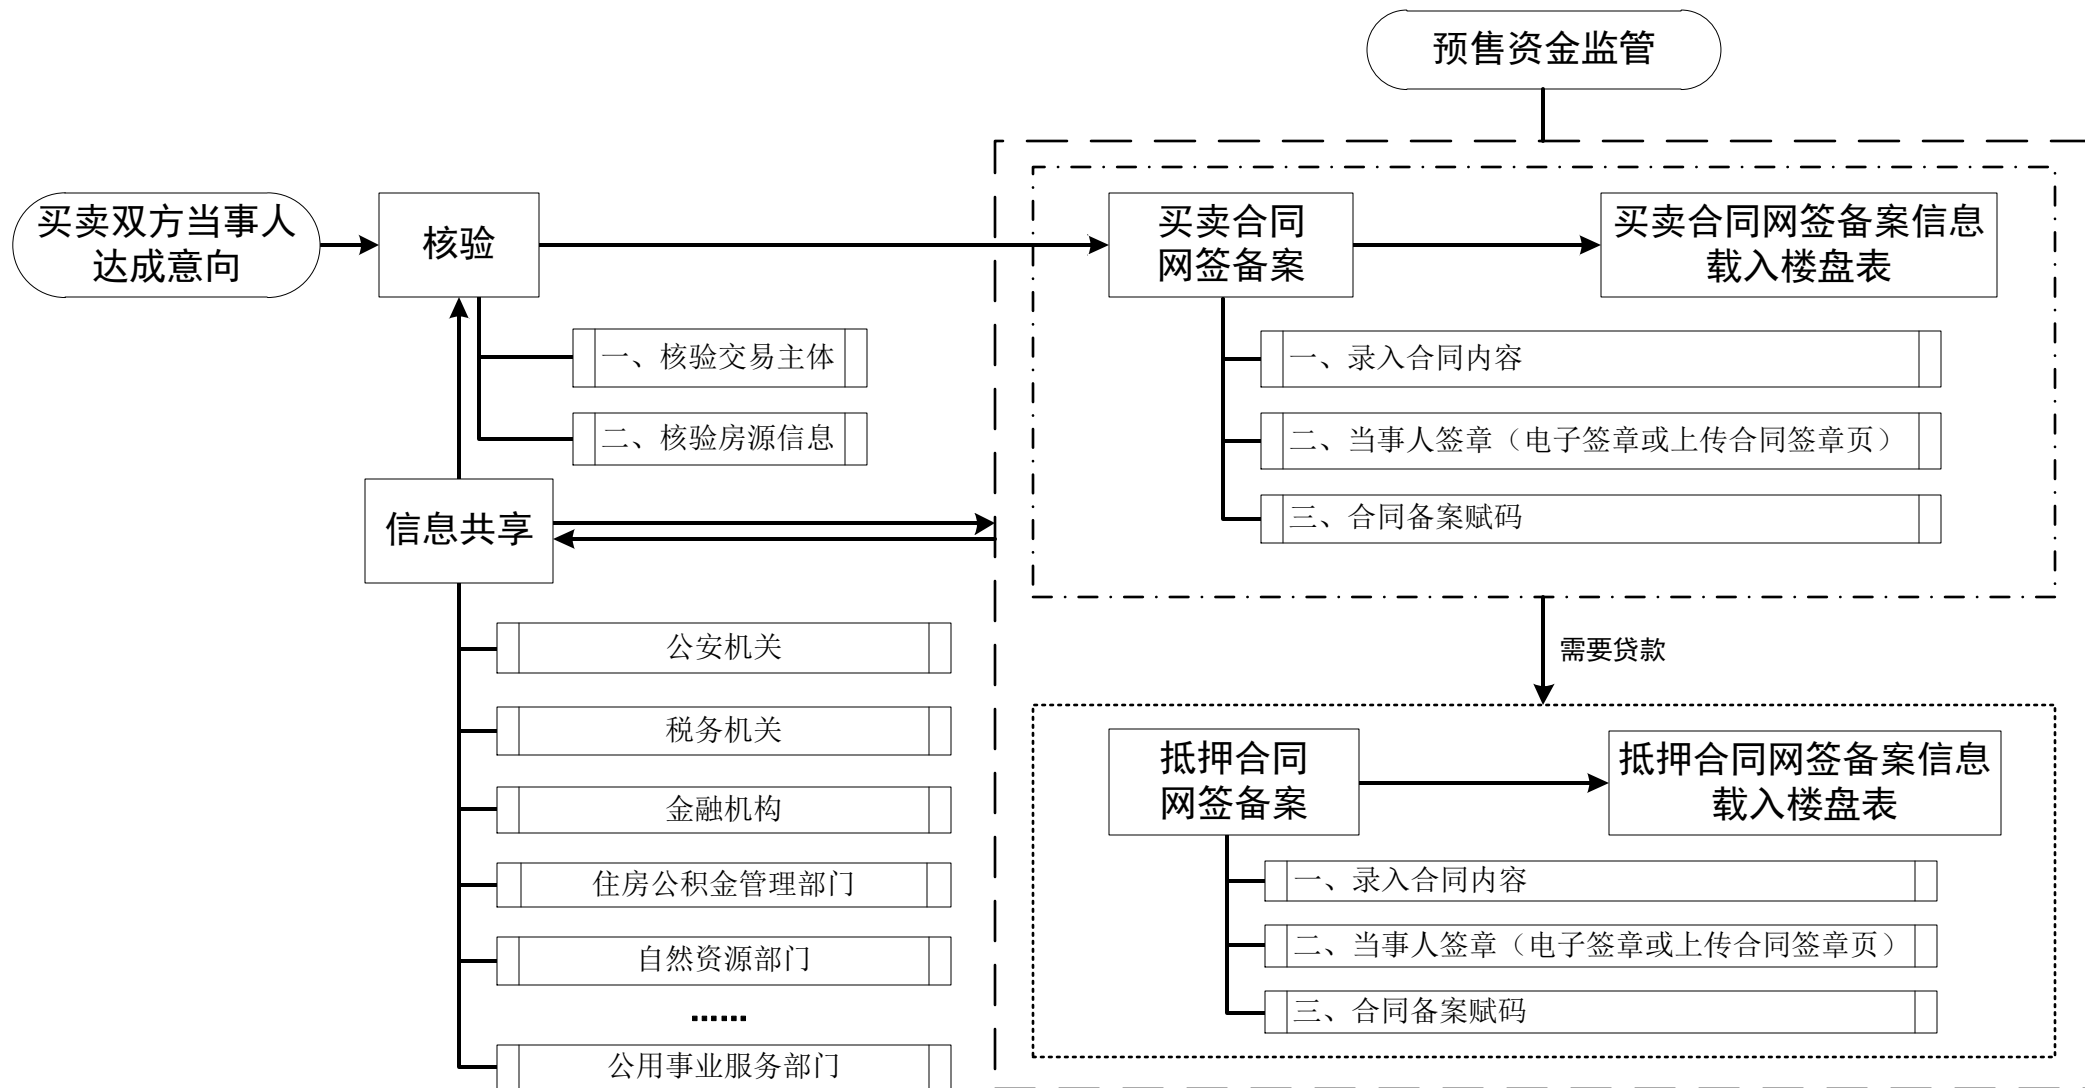 预售资金监管
买卖双方当事人
达成意向
核验
买卖合同
网签备案
买卖合同网签备案信息
载入楼盘表
一、核验交易主体
二、核验房源信息
一、录入合同内容
二、当事人签章（电子签章或上传合同签章页）
三、合同备案赋码
信息共享
公安机关
税务机关
金融机构
住房公积金管理部门
自然资源部门
......
公用事业服务部门
需要贷款
抵押合同
网签备案
抵押合同网签备案信息
载入楼盘表
一、录入合同内容
二、当事人签章（电子签章或上传合同签章页）
三、合同备案赋码